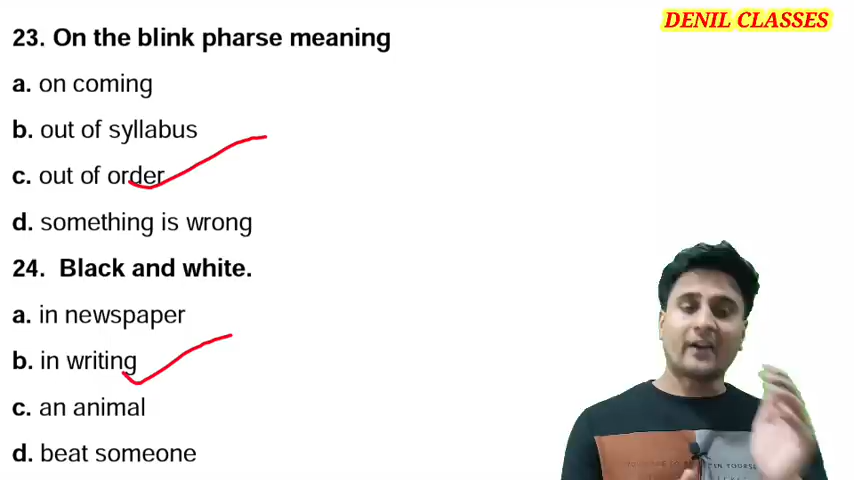 DENIL CLASSES
23. On the blink pharse meaning
a. on coming
b. out of syllabus
c. out of order
d. something is wrong
24. Black and white.
a. in newspaper
b. in writing
c. an animal
d. beat someone